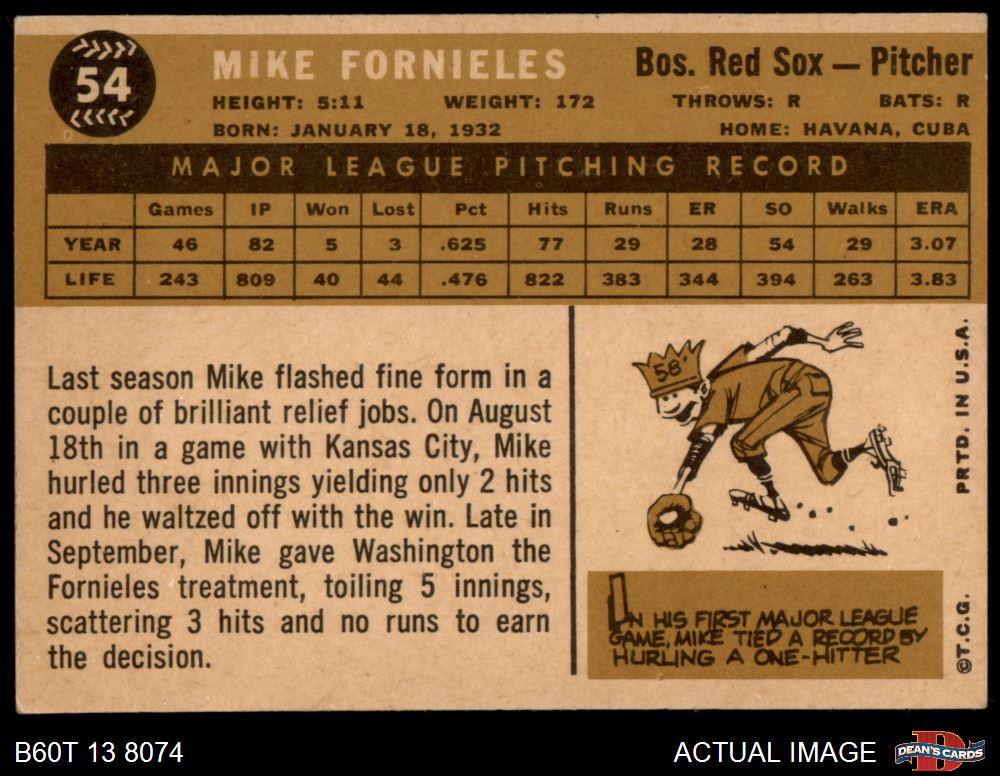 54
MIKE FORNIELES
Bos. Red Sox — Pitcher
HEIGHT: 5:11 WEIGHT: 172 THROWS: R BATS: R
BORN: JANUARY 18, 1932 HOME: HAVANA, CUBA
MAJOR LEAGUE PITCHING RECORD
Games IP Won Lost Pct Hits Runs ER SO Walks ERA
YEAR 46 82 5 3 .625 77 29 28 54 29 3.07
LIFE 243 809 40 44 .476 822 383 344 394 263 3.83
Last season Mike flashed fine form in a
couple of brilliant relief jobs. On August
18th in a game with Kansas City, Mike
hurled three innings yielding only 2 hits
and he waltzed off with the win. Late in
September, Mike gave Washington the
Fornieles treatment, toiling 5 innings,
scattering 3 hits and no runs to earn
the decision.
58
IN HIS FIRST MAJOR LEAGUE
GAME, MIKE TIED A RECORD BY
HURLING A ONE-HITTER
©T.C.G. PRTD. IN U.S.A.
B60T 13 8074
ACTUAL IMAGE
DEAN'S CARDS